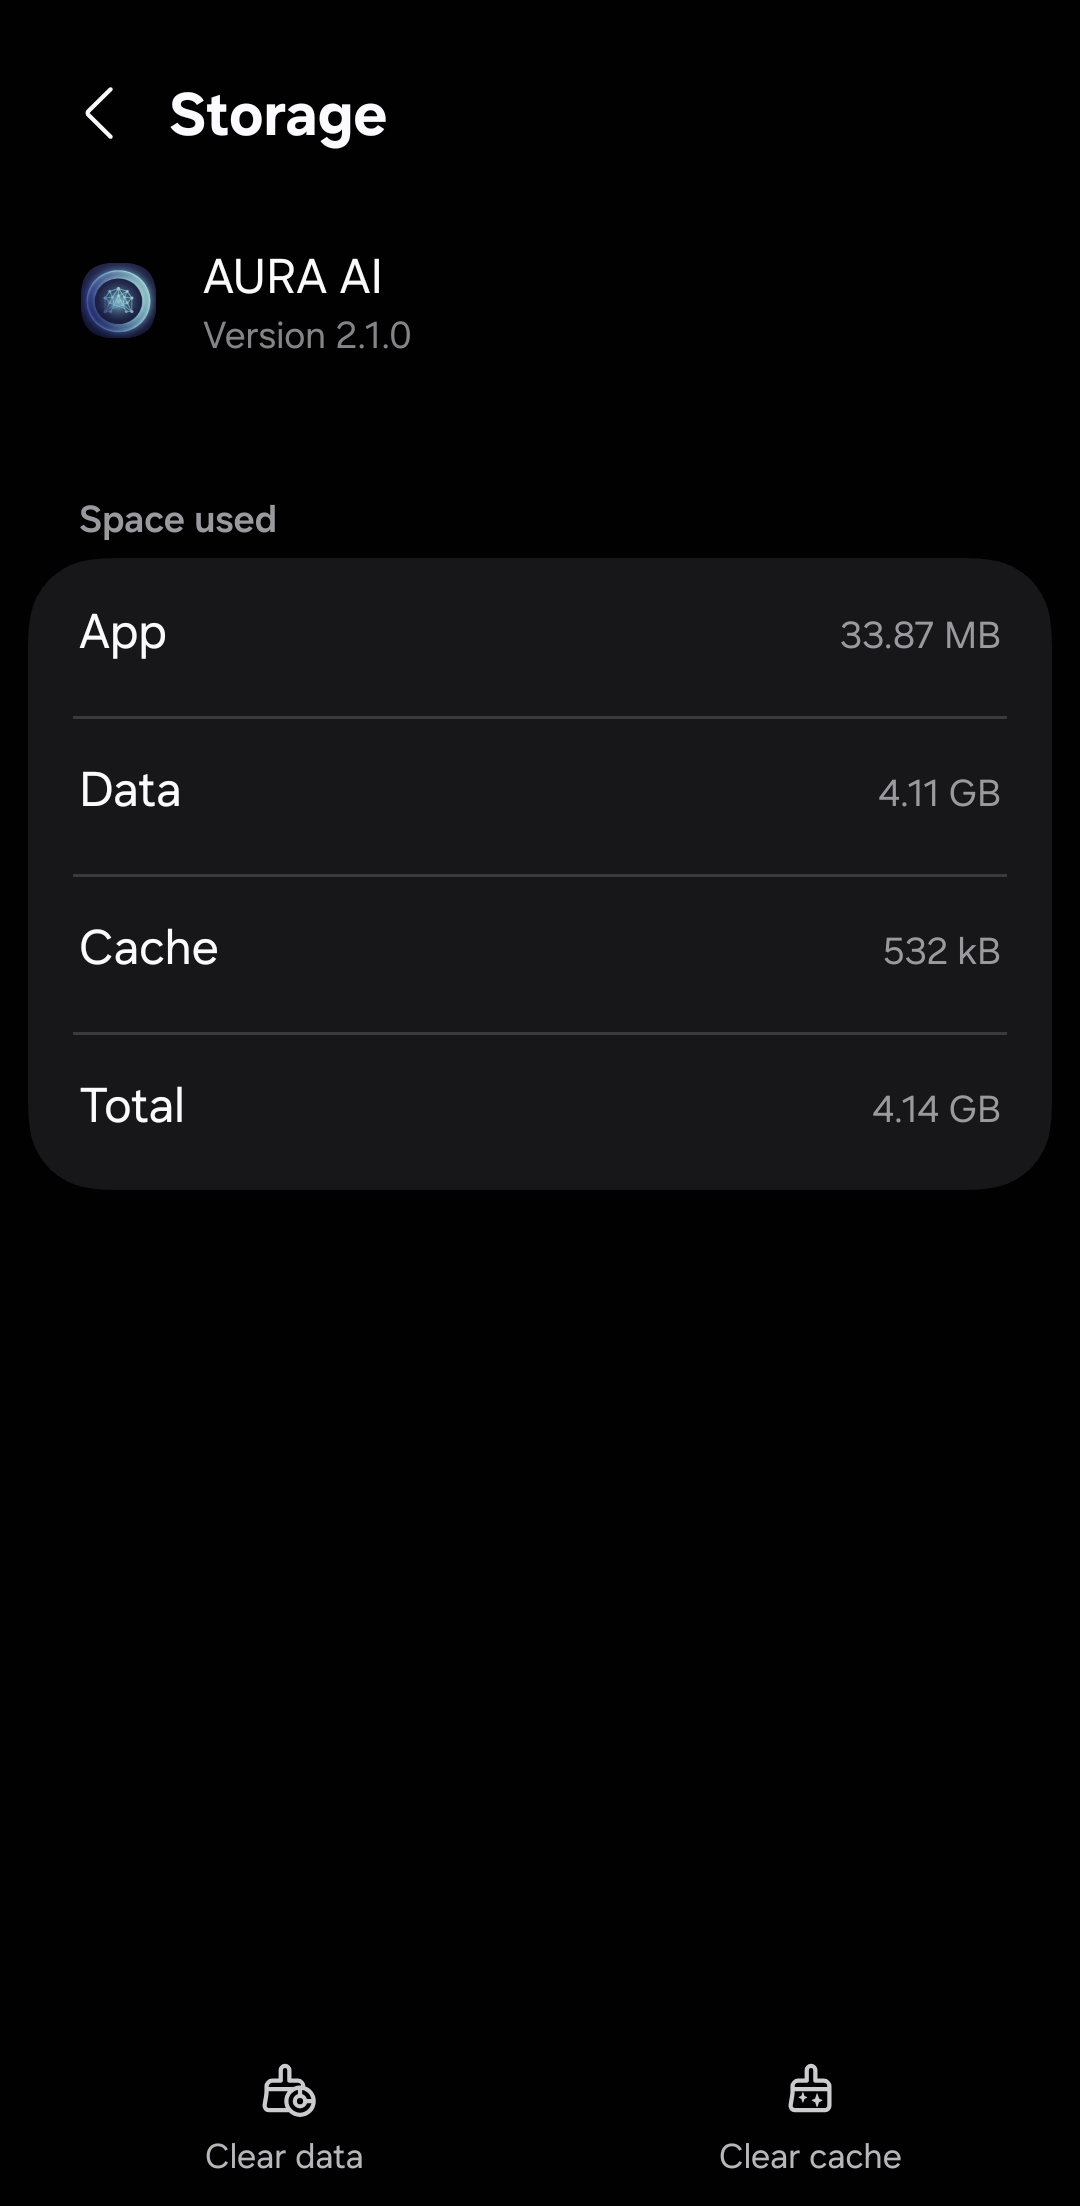 Storage
AURA AI
Version 2.1.0
Space used
App 33.87 MB
Data 4.11 GB
Cache 532 kB
Total 4.14 GB
Clear data Clear cache